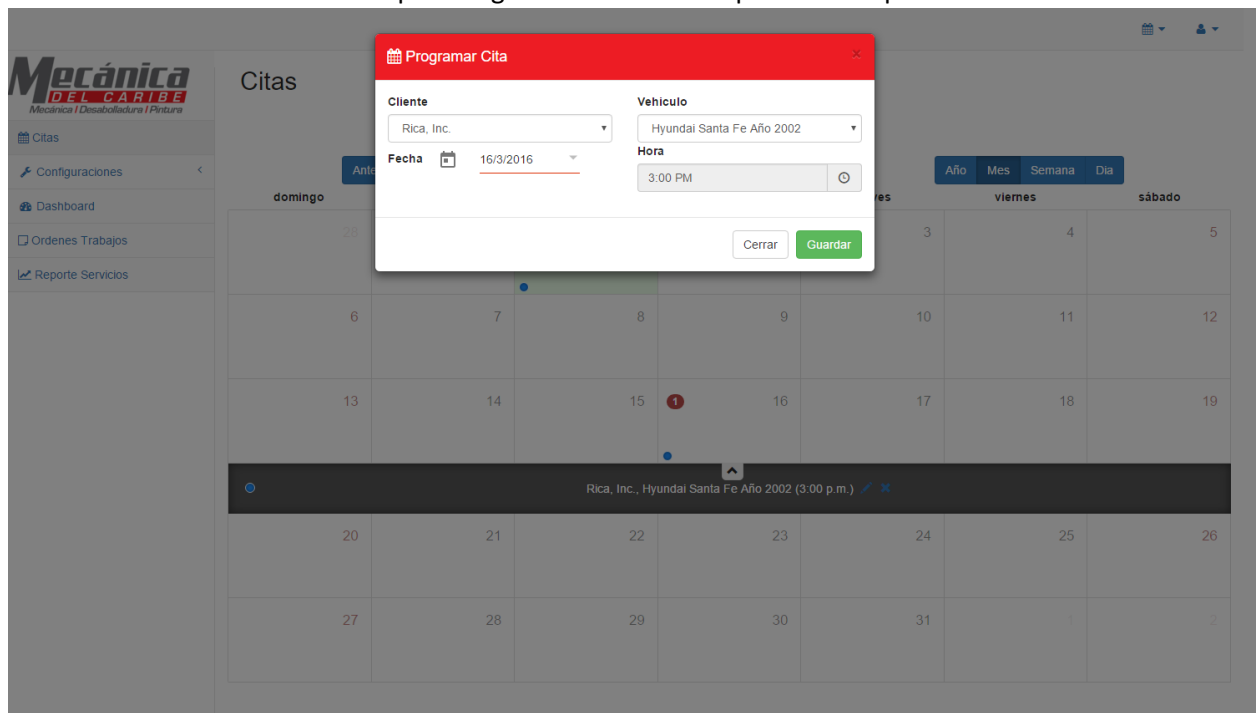 Programar Cita
×
Mecánica
DEL CARIBE
Mecánica | Desabolladura | Pintura
Citas
Cliente
Vehiculo
Rica, Inc.
Hyundai Santa Fe Año 2002
Fecha
16/3/2016
Hora
3:00 PM
Cerrar
Guardar
Citas
Configuraciones
Dashboard
Ordenes Trabajos
Reporte Servicios
Año
Mes
Semana
Dia
domingo
viernes
sábado
28
3
4
5
6
7
8
9
10
11
12
13
14
15
1
16
17
18
19
Rica, Inc., Hyundai Santa Fe Año 2002 (3:00 p.m.)
20
21
22
23
24
25
26
27
28
29
30
31
1
2